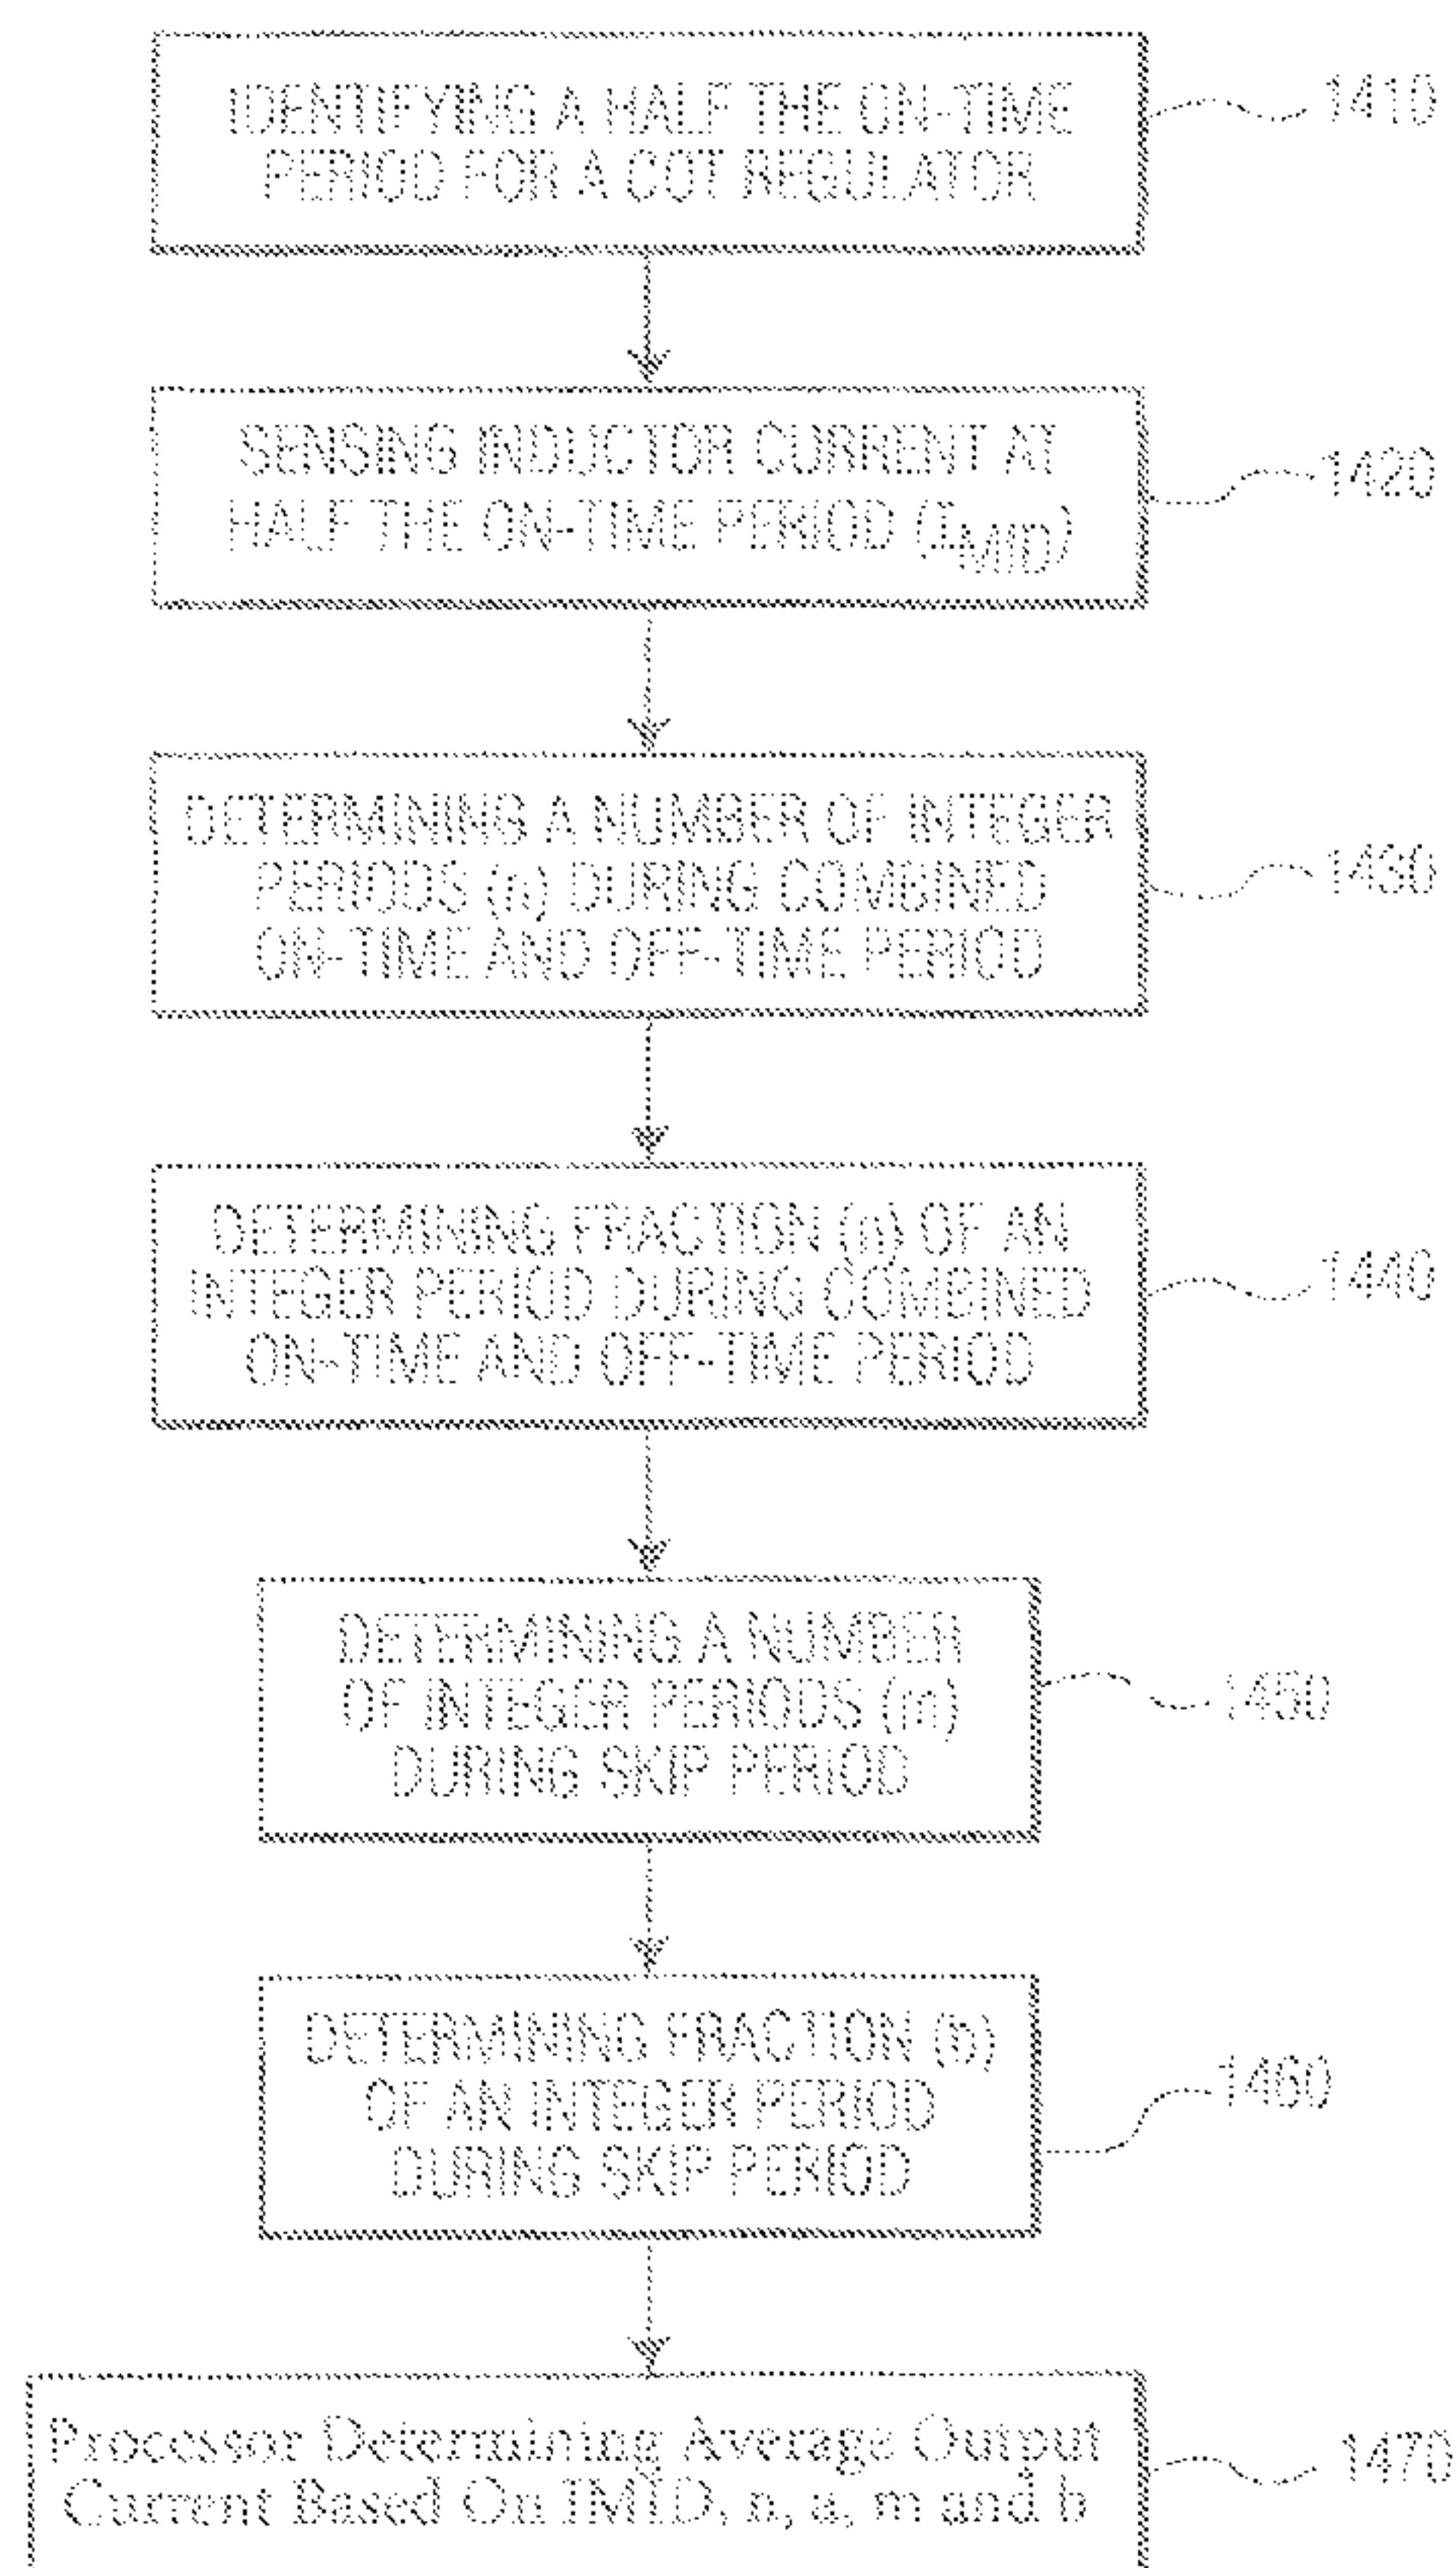 IDENTIFYING A HALF THE ON-TIME
PERIOD FOR A COT REGULATOR
1410
SENSING INDUCTOR CURRENT AT
HALF THE ON-TIME PERIOD (IMID)
1420
DETERMINING A NUMBER OF INTEGER
PERIODS (n) DURING COMBINED
ON-TIME AND OFF-TIME PERIOD
1430
DETERMINING FRACTION (a) OF AN
INTEGER PERIOD DURING COMBINED
ON-TIME AND OFF-TIME PERIOD
1440
DETERMINING A NUMBER
OF INTEGER PERIODS (m)
DURING SKIP PERIOD
1450
DETERMINING FRACTION (b)
OF AN INTEGER PERIOD
DURING SKIP PERIOD
1460
Processor Determining Average Output
Current Based On IMID, n, a, m and b
1470